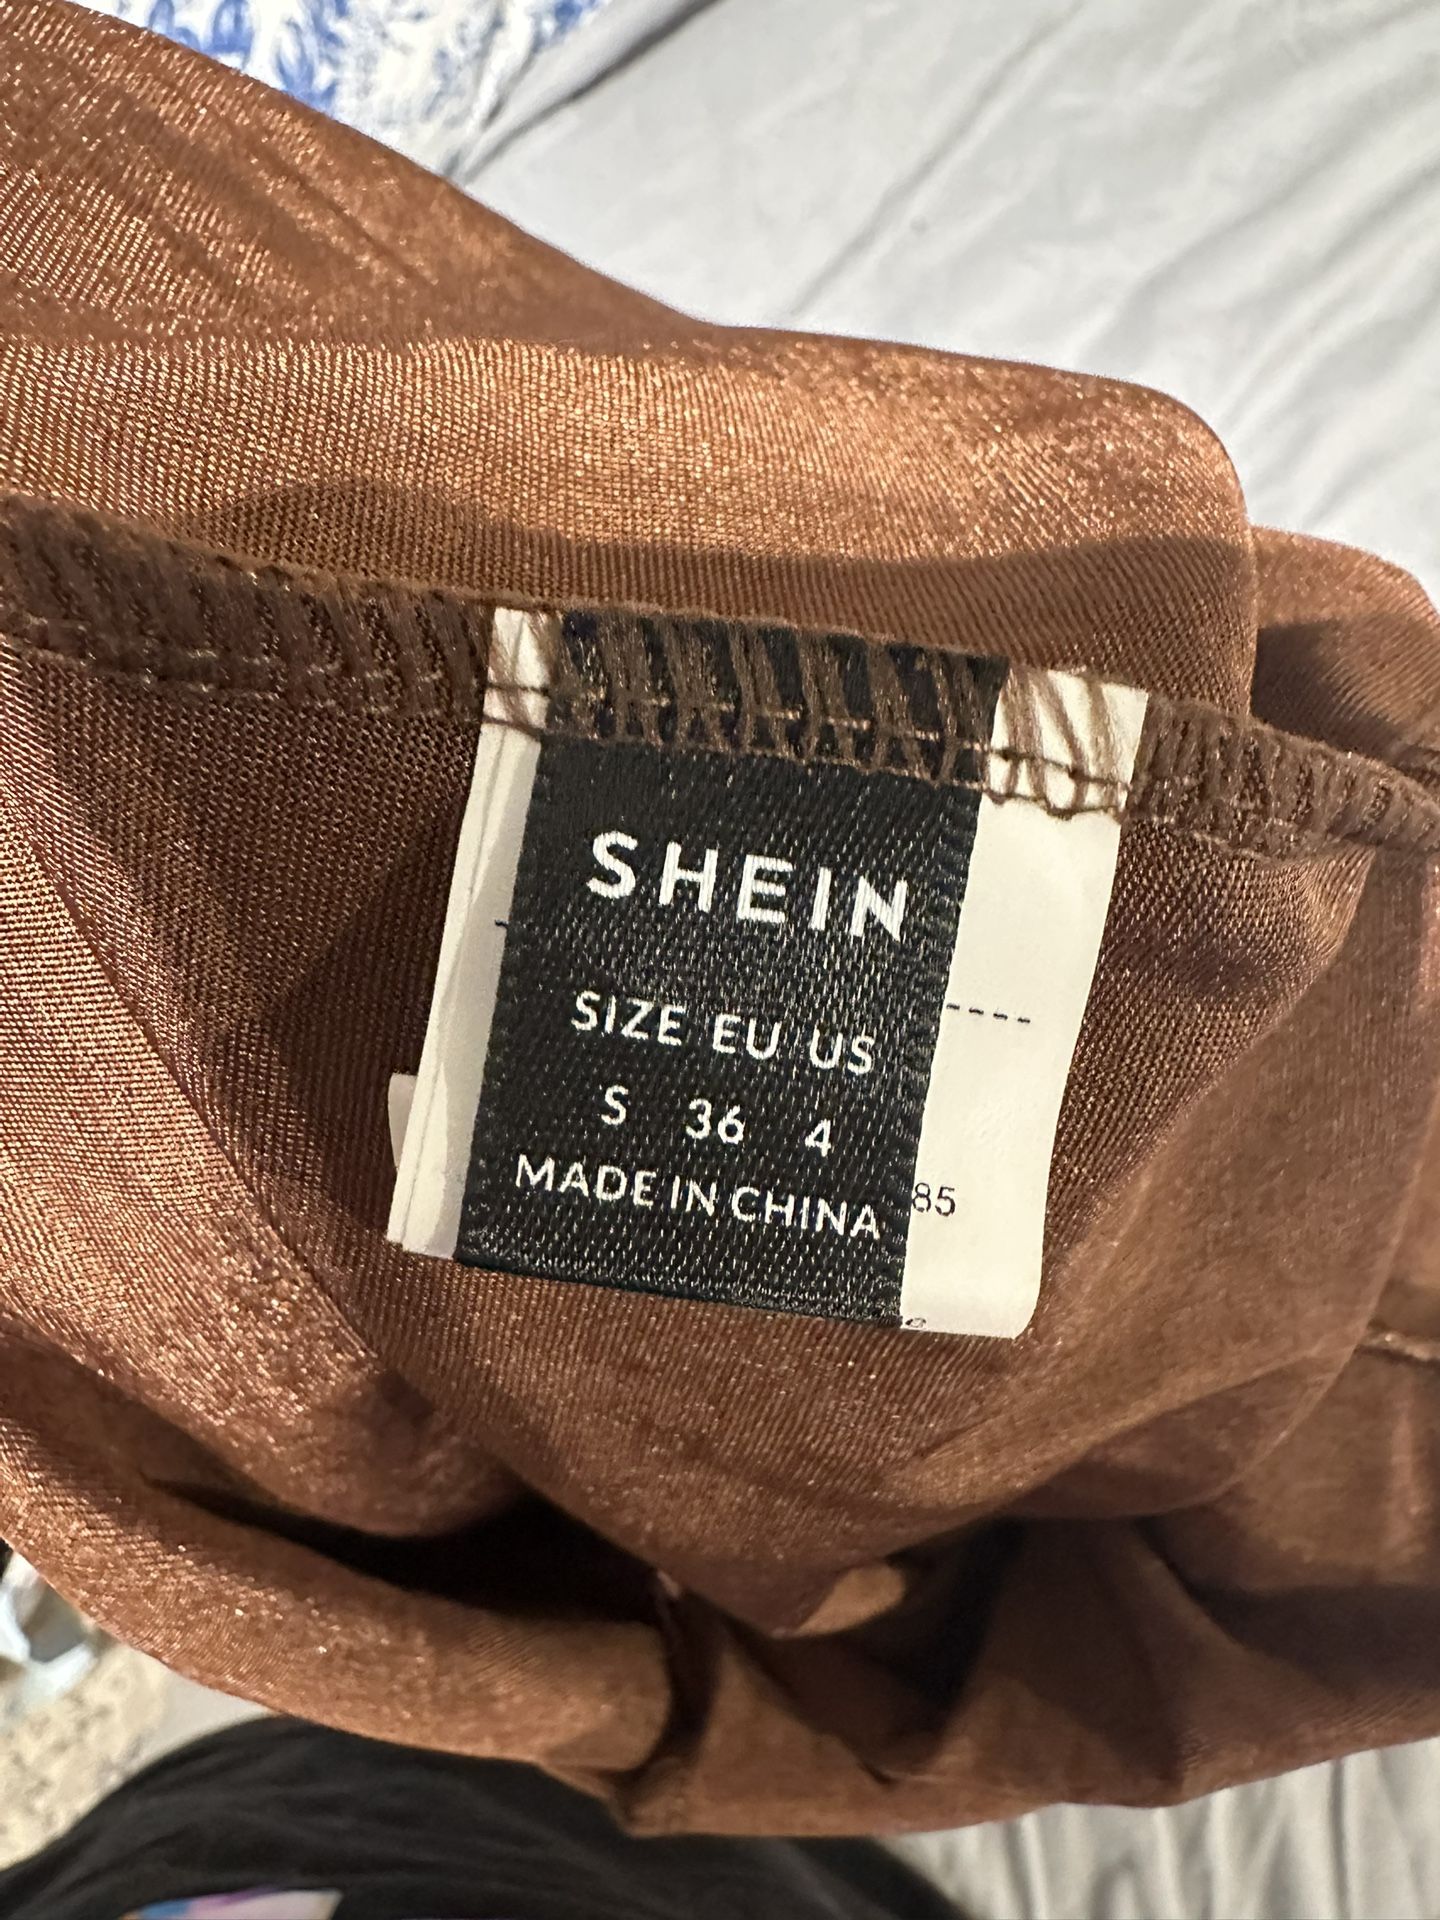 SHEIN
SIZE EU US
S 36 4
MADE IN CHINA
85